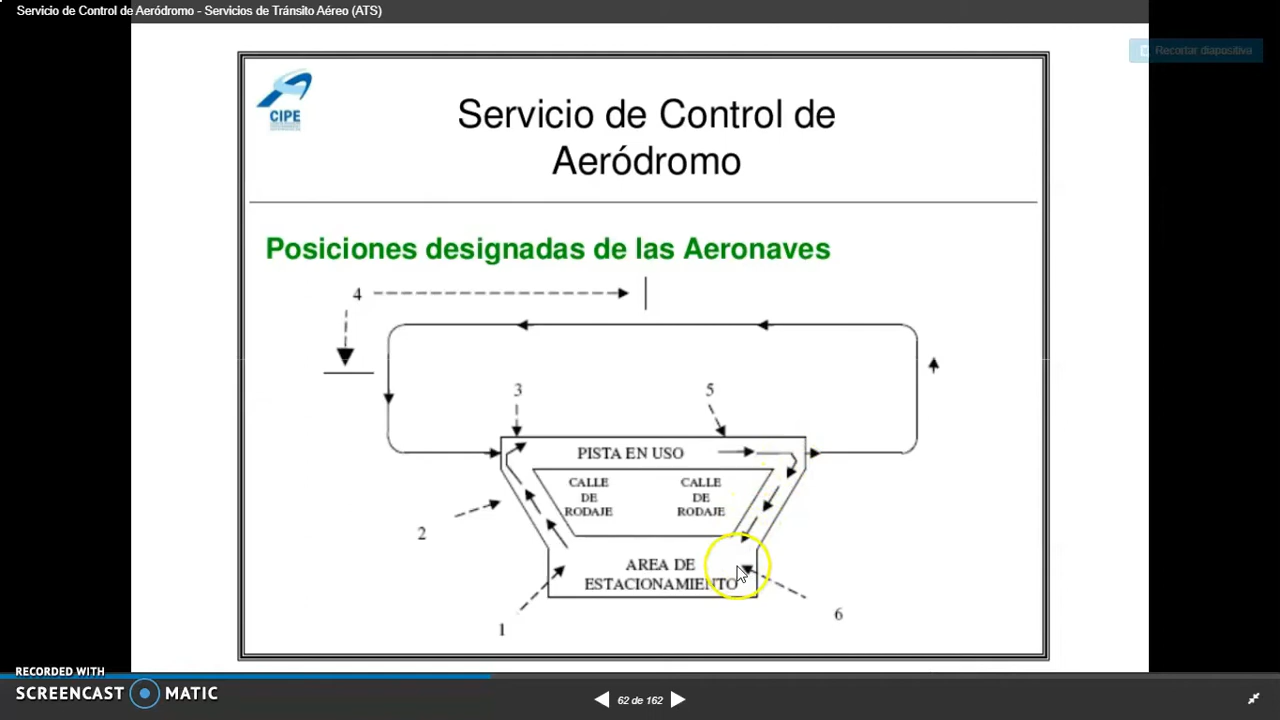 Servicio de Control de Aeródromo - Servicios de Tránsito Aéreo (ATS)
Recortar diapositiva
CIPE
Servicio de Control de
Aeródromo
Posiciones designadas de las Aeronaves
4
3
5
PISTA EN USO
CALLE
DE
RODAJE
CALLE
DE
RODAJE
2
AREA DE
ESTACIONAMIENTO
6
1
RECORDED WITH
SCREENCAST MATIC
62 de 162